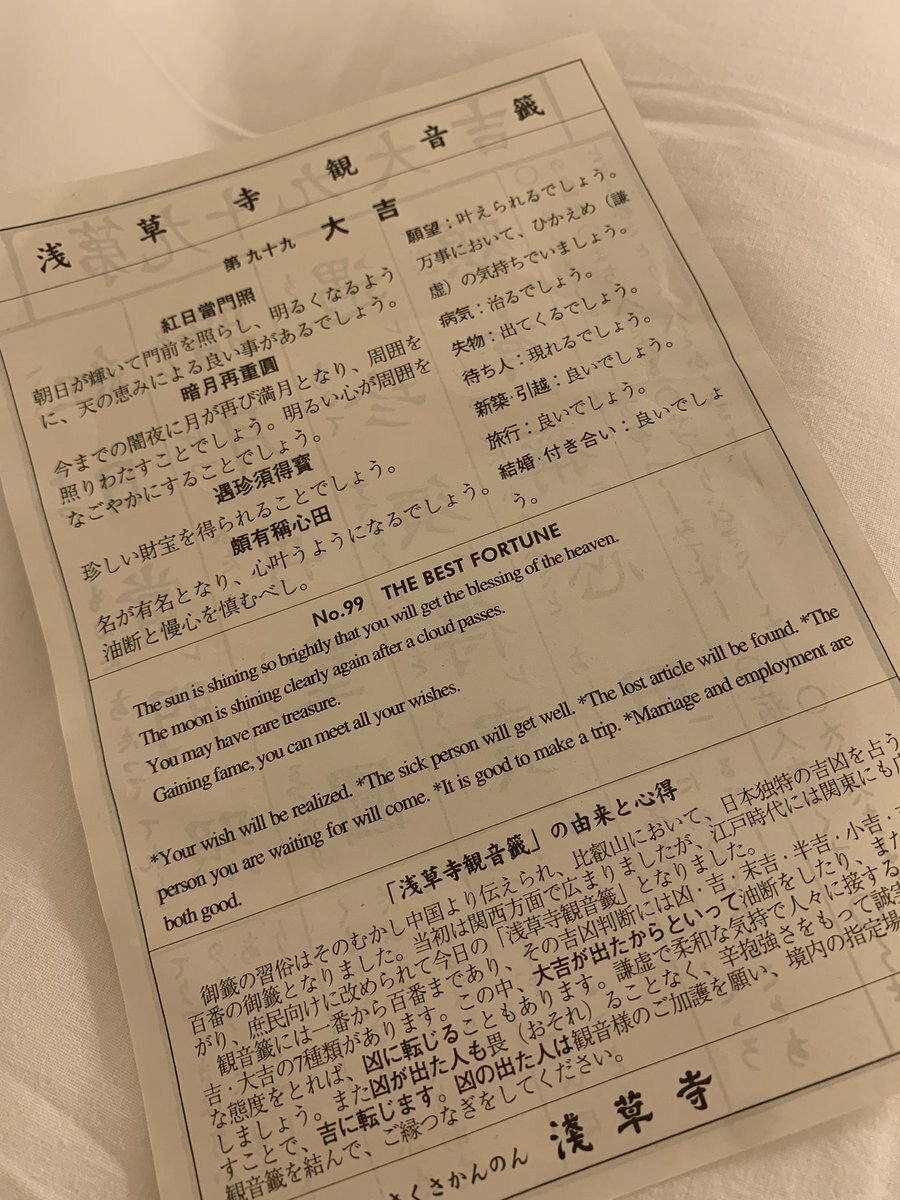 浅草寺観音籤
第九十九 大吉
紅日當門照
朝日が輝いて門前を照らし、明るくなるよう
に、天の恵みによる良い事があるでしょう。
暗月再重圓
今までの闇夜に月が再び満月となり、周囲を
照りわたすことでしょう。明るい心が周囲を
なごやかにすることでしょう。
遇珍須得寶
珍しい財宝を得られることでしょう。
頗有稱心田
名が有名となり、心叶うようになるでしょう。
油断と慢心を慎むべし。
願望：叶えられるでしょう。
万事において、ひかえめ（謙
虚）の気持ちでいましょう。
病気：治るでしょう。
失物：出てくるでしょう。
待ち人：現れるでしょう。
新築・引越：良いでしょう。
旅行：良いでしょう。
結婚・付き合い：良いでしょ
う。
No.99 THE BEST FORTUNE
The sun is shining so brightly that you will get the blessing of the heaven.
The moon is shining clearly again after a cloud passes.
You may have rare treasure.
Gaining fame, you can meet all your wishes.
*Your wish will be realized. *The sick person will get well. *The lost article will be found. *The
person you are waiting for will come. *It is good to make a trip. *Marriage and employment are
both good.
「浅草寺観音籤」の由来と心得
御籤の習俗はそのむかし中国より伝えられ、比叡山において、日本独特の吉凶を占う
百番の御籤となりました。当初は関西方面で広まりましたが、江戸時代には関東にも
がり、庶民向けに改められて今日の「浅草寺観音籤」となりました。
観音籤には一番から百番まであり、その吉凶判断には凶・吉・末吉・半吉・小吉・
吉・大吉の7種類があります。この中、大吉が出たからといって油断をしたり、また
な態度をとれば、凶に転じることもあります。謙虚で柔和な気持で人々に接する
しましょう。また凶が出た人も畏（おそれ）ることなく、辛抱強さをもって誠実
すことで、吉に転じます。凶の出た人は観音様のご加護を願い、境内の指定場
観音籤を結んで、ご縁つなぎをしてください。
くさかんのん 淺草寺